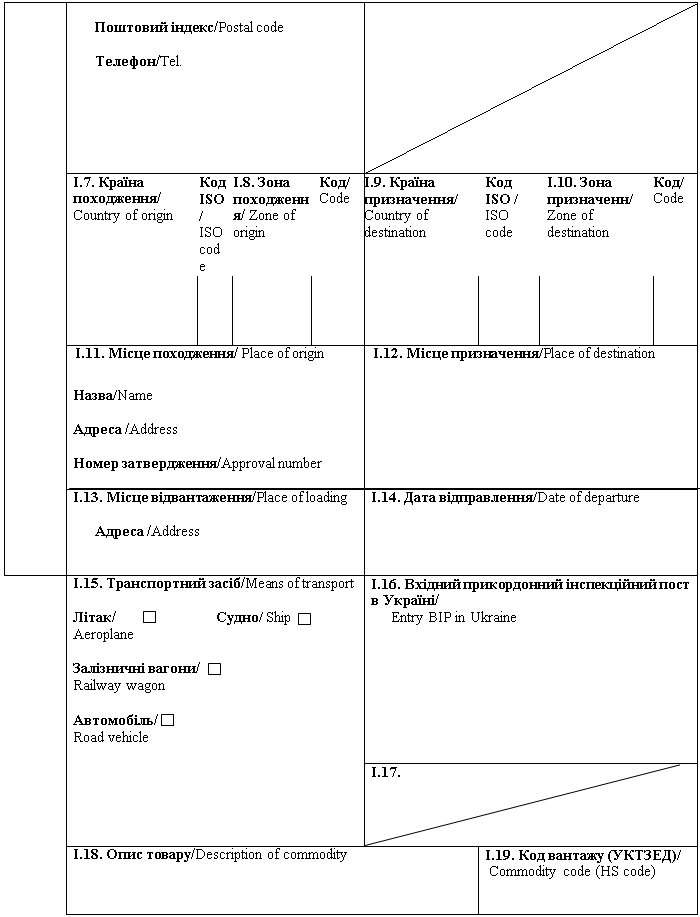 Поштовий індекс/Postal code
Телефон/Tel.
I.7. Країна
походження/
Country of origin
Код
ISO
/
ISO
cod
e
I.8. Зона
походженн
я/ Zone of
origin
Код/
Code
I.9. Країна
призначення/
Country of
destination
Код
ISO /
ISO
code
I.10. Зона
призначенн/
Zone of
destination
Код/
Code
I.11. Місце походження/ Place of origin
Назва/Name
Адреса /Address
Номер затвердження/Approval number
I.12. Місце призначення/Place of destination
I.13. Місце відвантаження/Place of loading
Адреса /Address
I.14. Дата відправлення/Date of departure
I.15. Транспортний засіб/Means of transport
Літак/ Судно/ Ship
Aeroplane
Залізничні вагони/
Railway wagon
Автомобіль/
Road vehicle
I.16. Вхідний прикордонний інспекційний пост
в Україні/
Entry BIP in Ukraine
I.17.
I.18. Опис товару/Description of commodity
I.19. Код вантажу (УКТЗЕД)/
Commodity code (HS code)